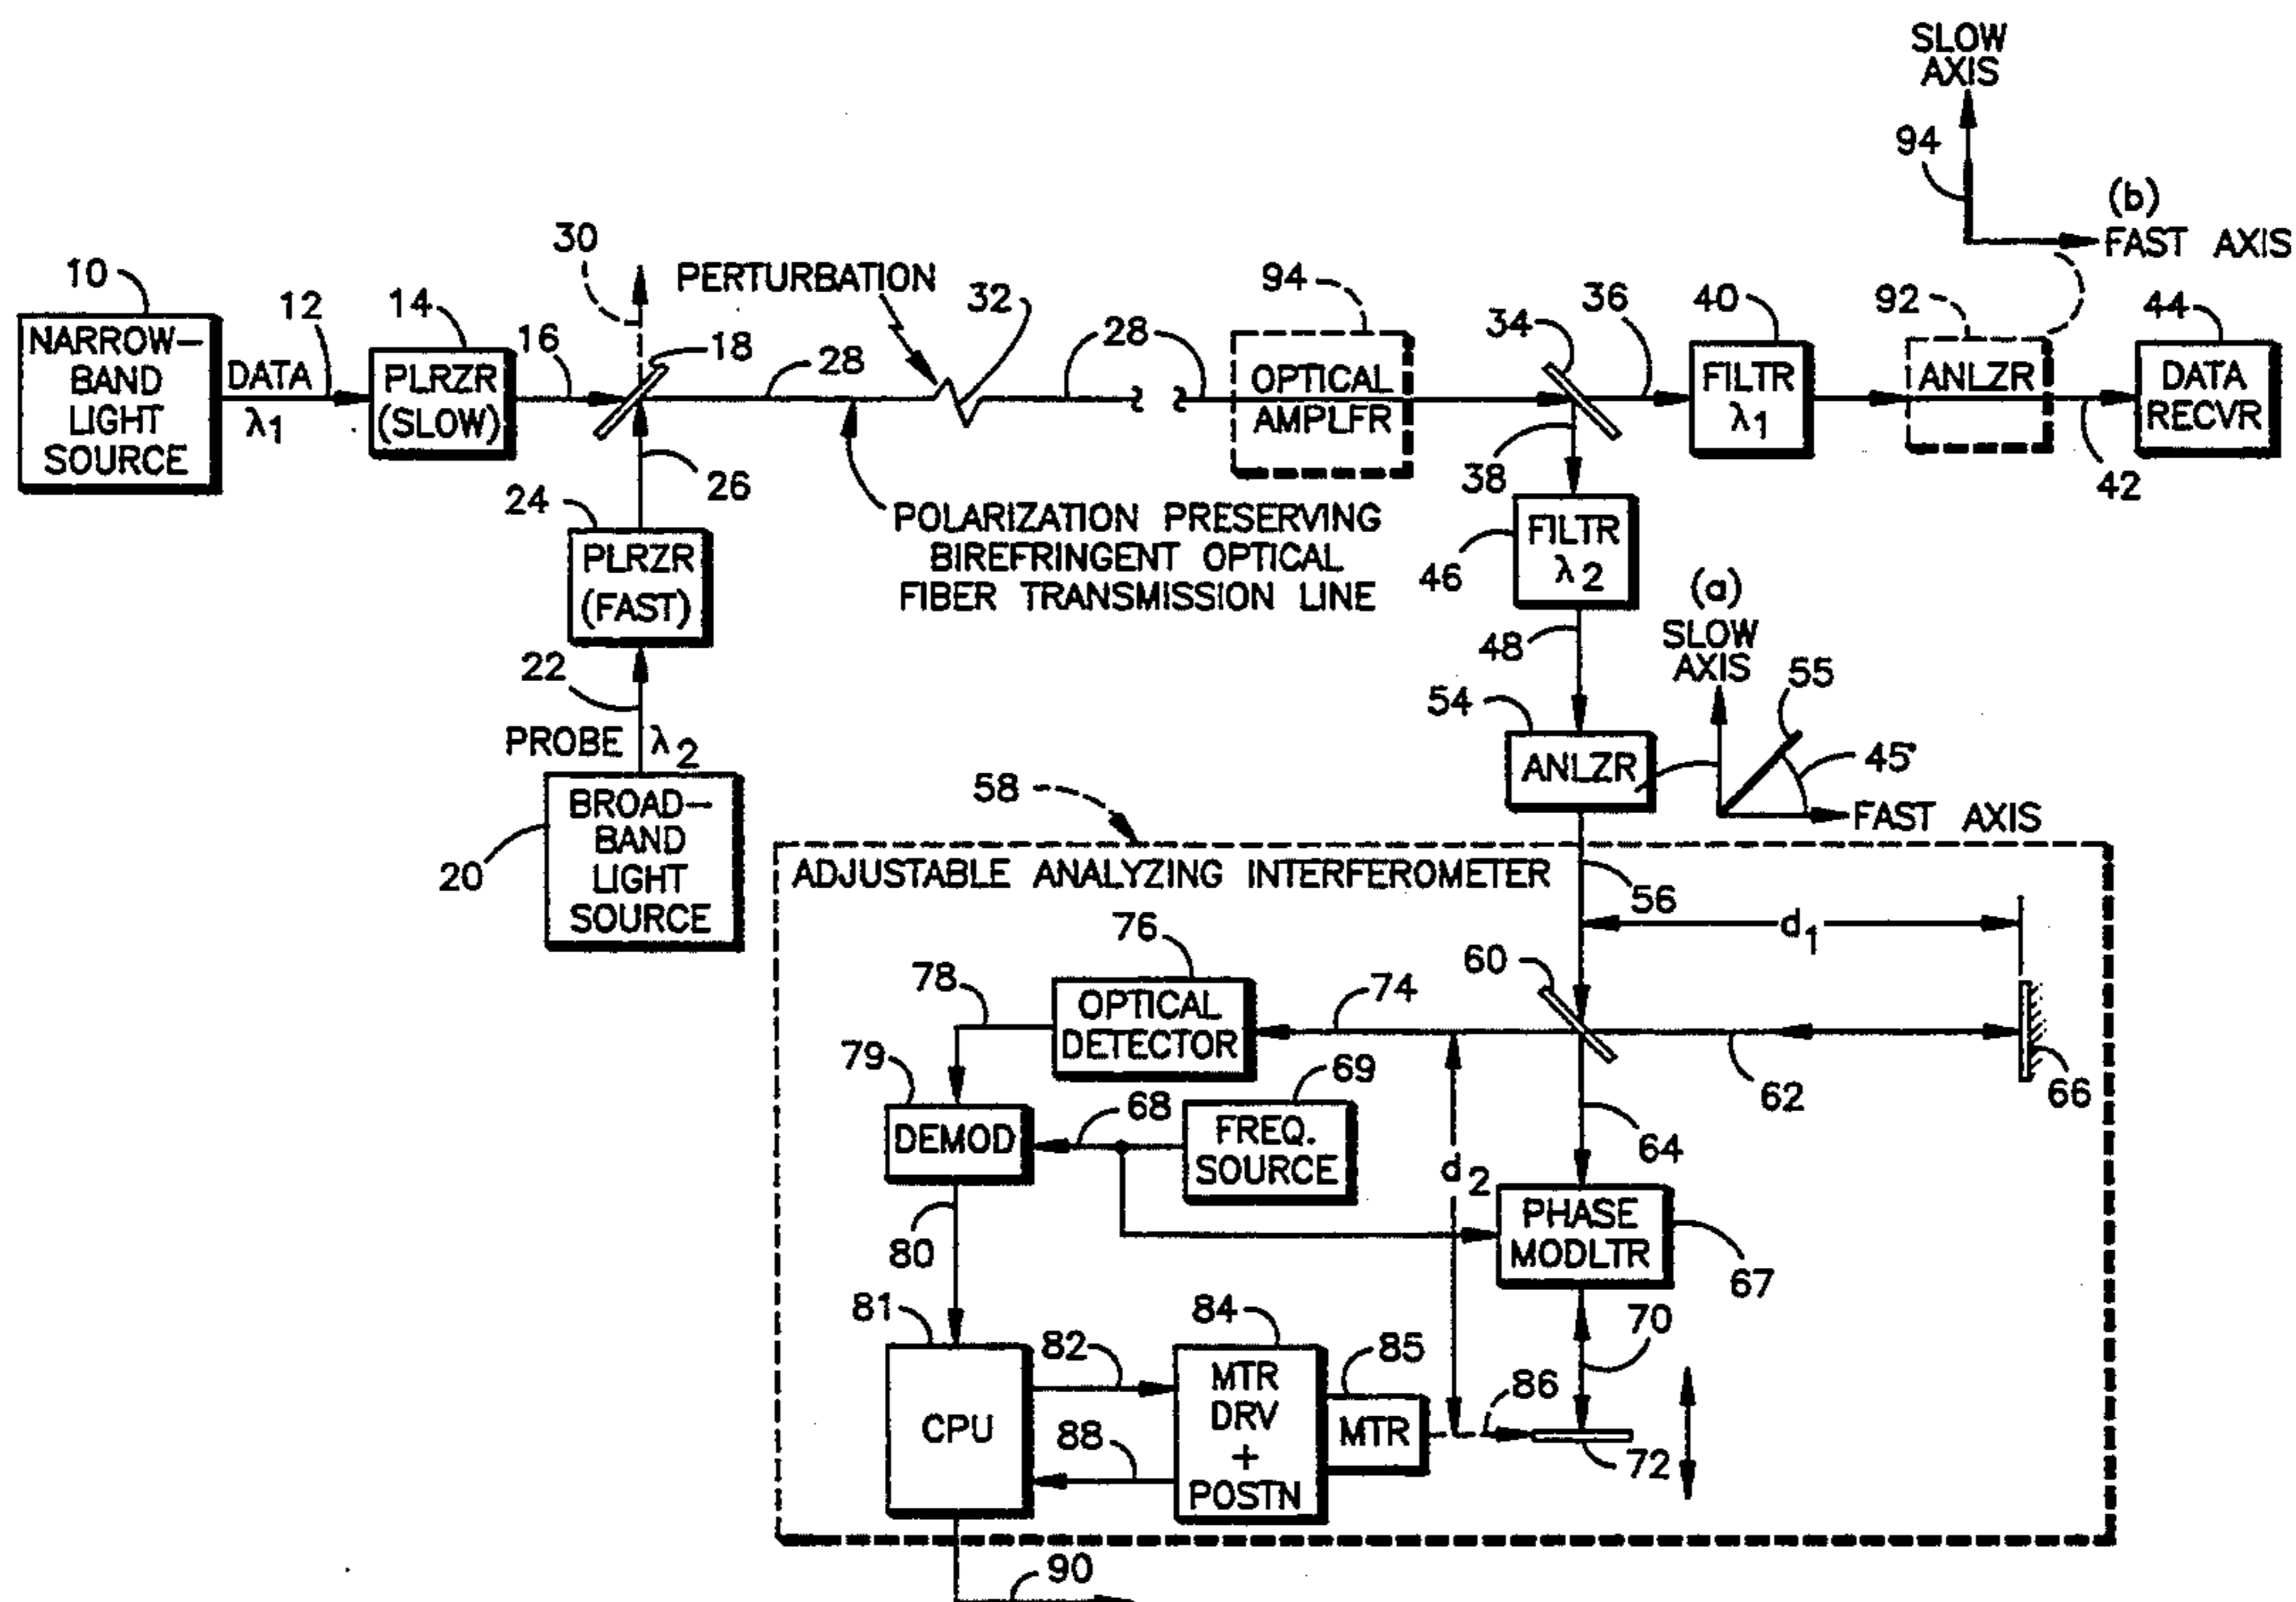 SLOW
AXIS
94
(b)
FAST AXIS
10
NARROW-
BAND
LIGHT
SOURCE
12
DATA
λ1
14
PLRZR
(SLOW)
16
30
18
PERTURBATION
28
32
28
94
OPTICAL
AMPLFR
34
36
40
FILTR
λ1
92
ANLZR
42
44
DATA
RECVR
26
24
PLRZR
(FAST)
22
PROBE λ2
20
BROAD-
BAND
LIGHT
SOURCE
POLARIZATION PRESERVING
BIREFRINGENT OPTICAL
FIBER TRANSMISSION LINE
38
46
FILTR
λ2
48
54
ANLZR
(a)
SLOW
AXIS
55
45°
FAST AXIS
58
ADJUSTABLE ANALYZING INTERFEROMETER
56
d1
60
62
66
64
74
76
OPTICAL
DETECTOR
78
79
DEMOD
68
69
FREQ.
SOURCE
d2
PHASE
MODLTR
67
80
81
CPU
82
88
84
MTR
DRV
+
POSTN
85
MTR
86
70
72
90